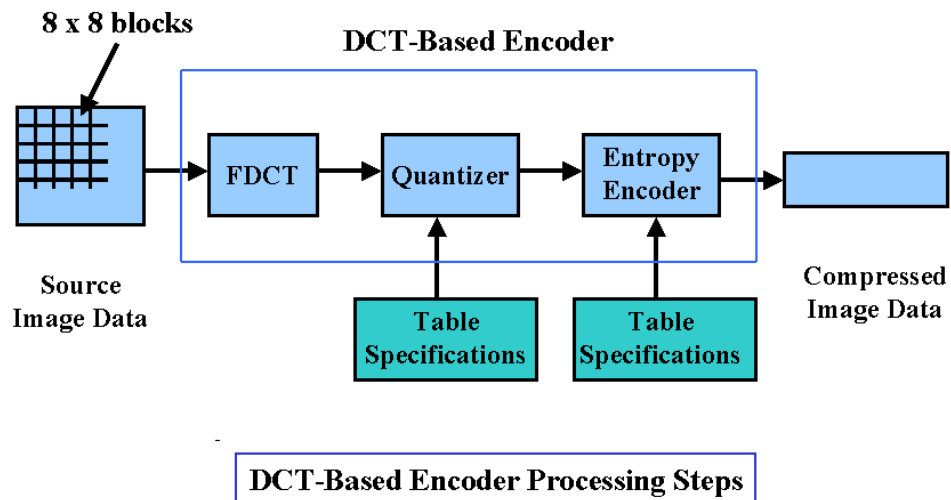 8 x 8 blocks
DCT-Based Encoder
FDCT
Quantizer
Entropy
Encoder
Source
Image Data
Table
Specifications
Table
Specifications
Compressed
Image Data
DCT-Based Encoder Processing Steps